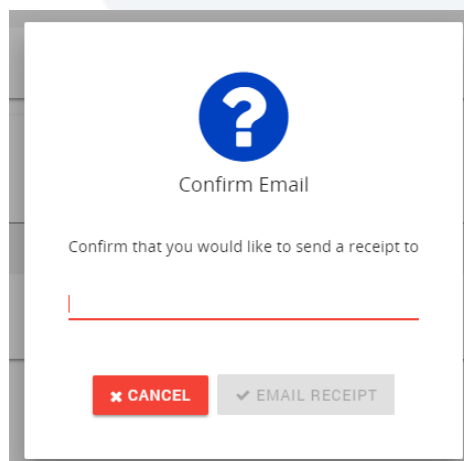 Confirm Email
Confirm that you would like to send a receipt to
CANCEL
EMAIL RECEIPT